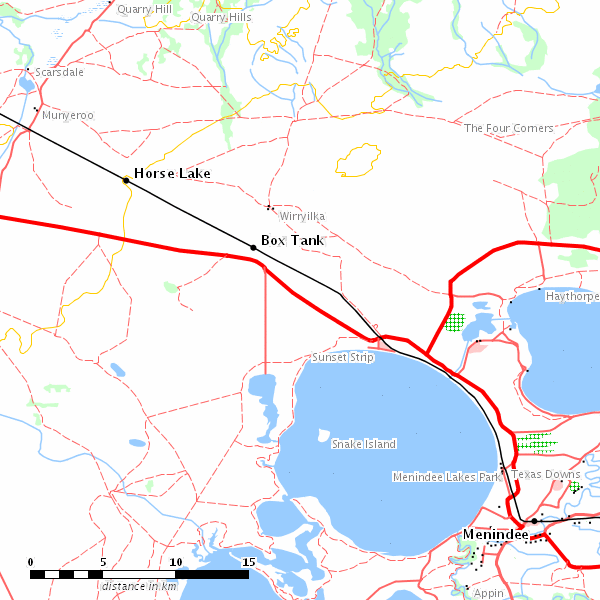 Quarry Hill
Quarry Hills
Scarsdale
Munyeroo
The Four Corners
Horse Lake
Wirryilka
Box Tank
Haythorpe
Sunset Strip
Snake Island
Menindee Lakes Park
Texas Downs
Menindee
0 5 10 15
distance in km
Appin